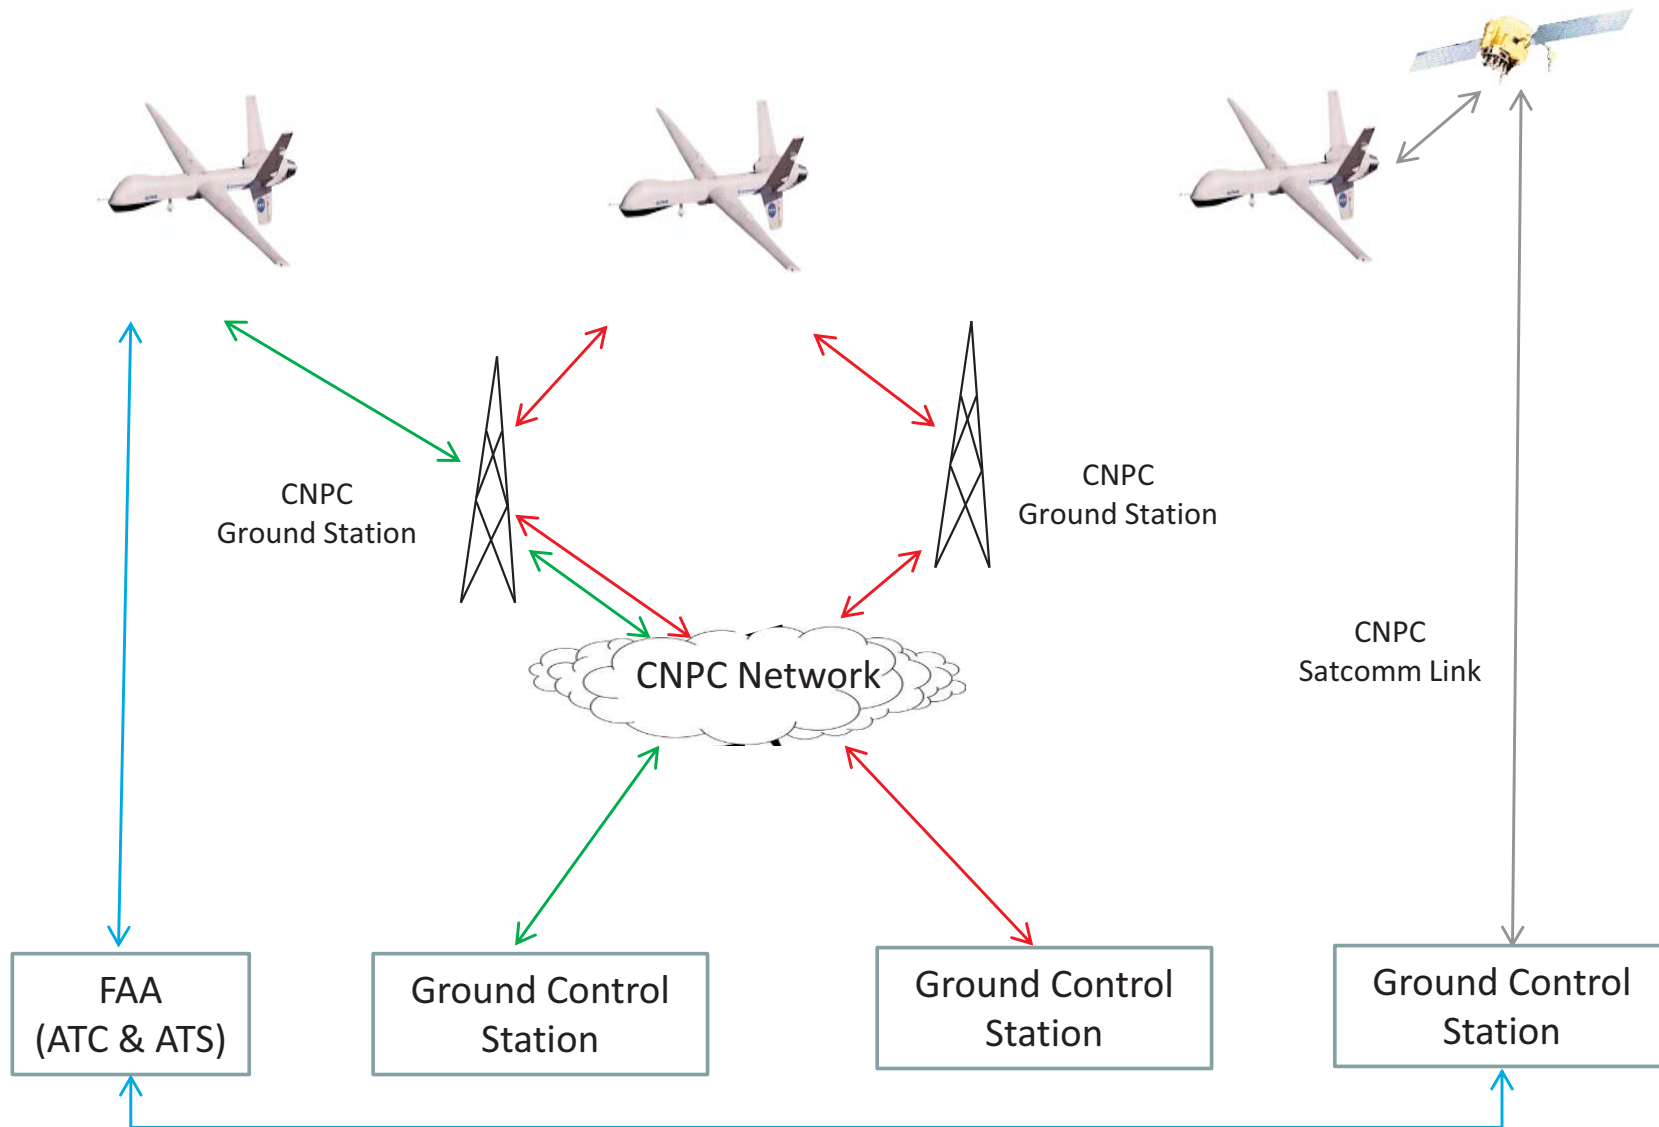 CNPC
Ground Station
CNPC
Ground Station
CNPC Network
CNPC
Satcomm Link
FAA
(ATC & ATS)
Ground Control
Station
Ground Control
Station
Ground Control
Station